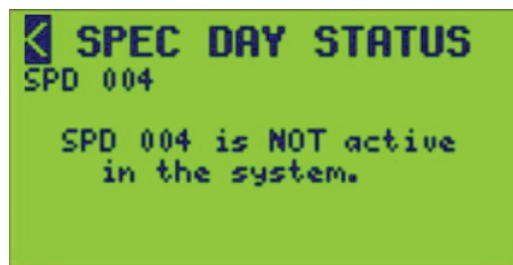 < SPEC DAY STATUS
SPD 004
SPD 004 is NOT active
in the system.